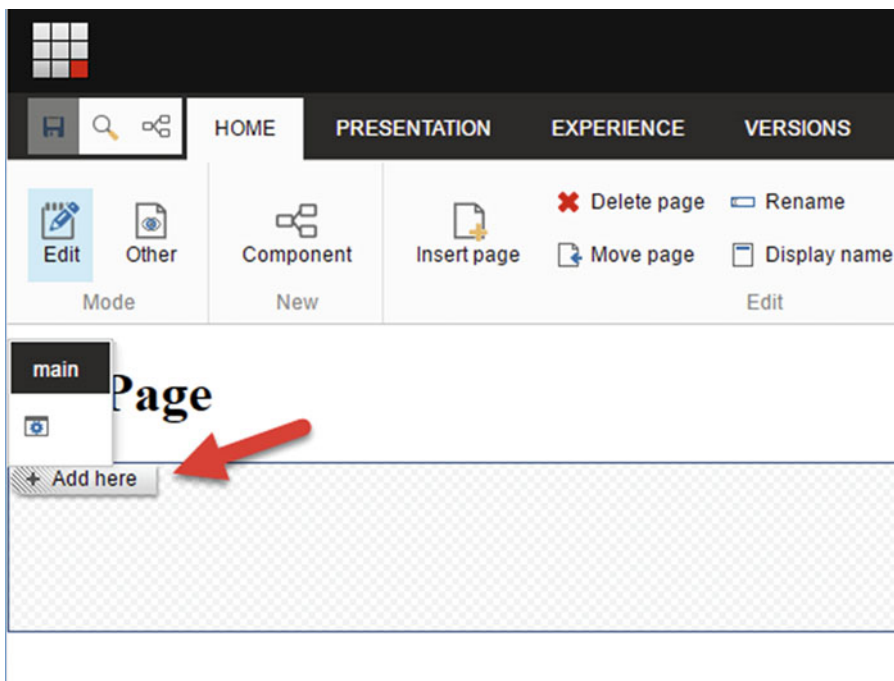 HOME PRESENTATION EXPERIENCE VERSIONS
Delete page Rename
Edit Other Component Insert page Move page Display name
Mode New Edit
main
Page
+ Add here